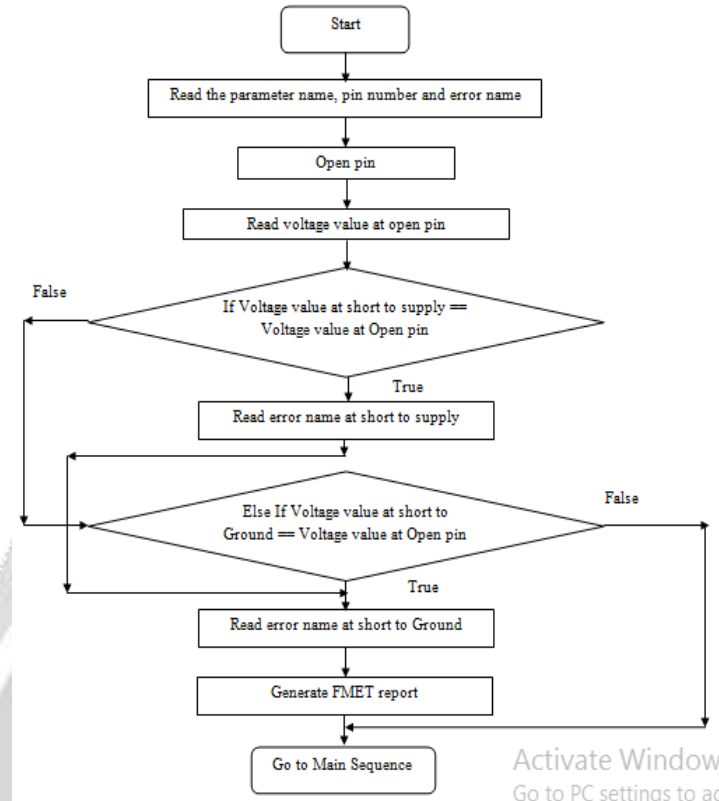 Start
Read the parameter name, pin number and error name
Open pin
Read voltage value at open pin
False
If Voltage value at short to supply ==
Voltage value at Open pin
True
Read error name at short to supply
Else If Voltage value at short to
Ground == Voltage value at Open pin
False
True
Read error name at short to Ground
Generate FMET report
Go to Main Sequence
Activate Window
Go to PC settings to ac